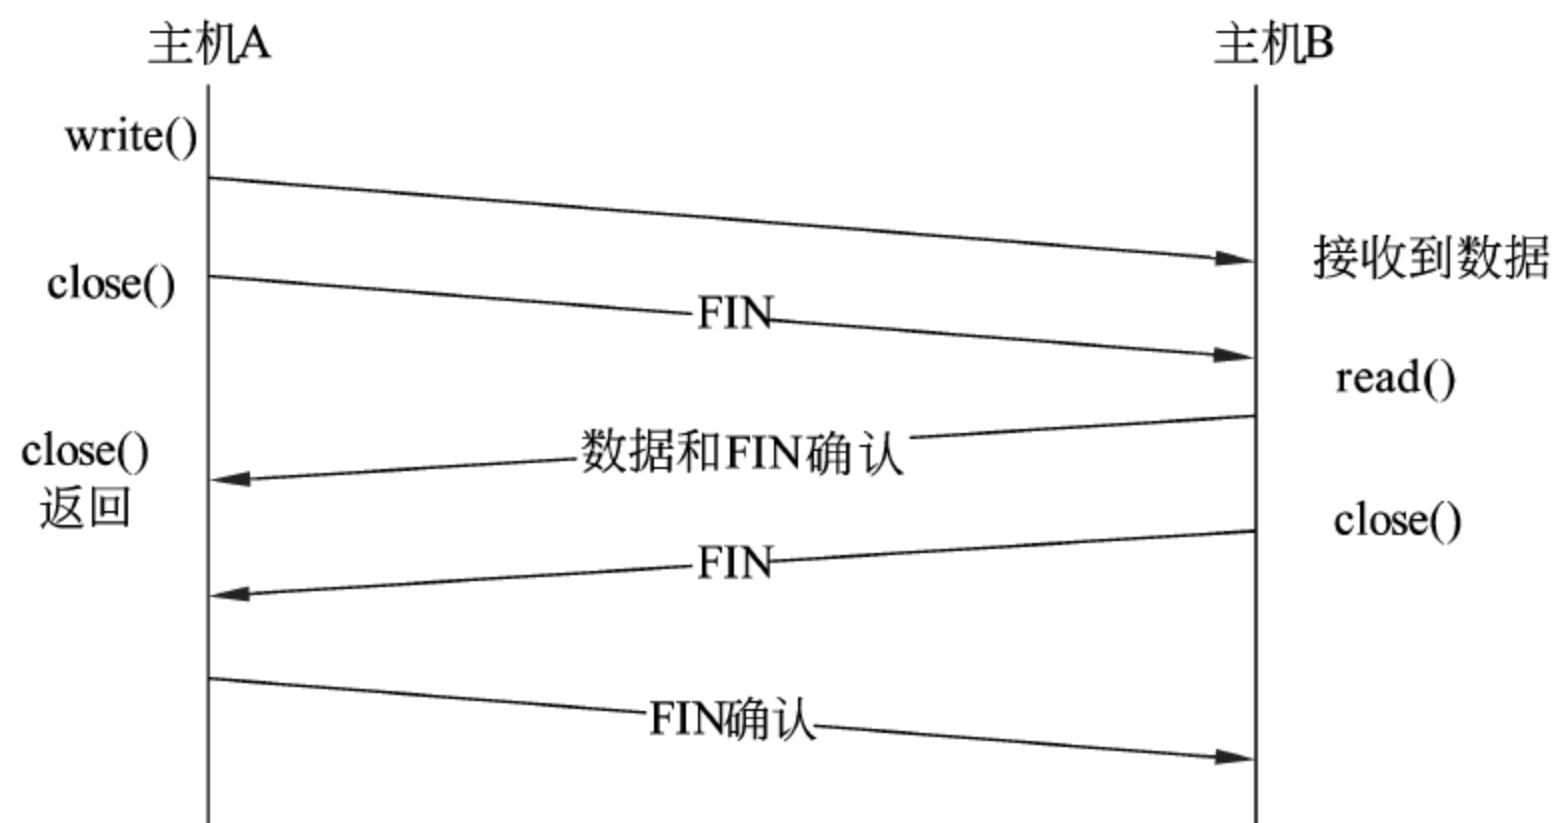 主机A
主机B
write()
接收到数据
close()
FIN
read()
数据和FIN确认
close()
返回
close()
FIN
FIN确认